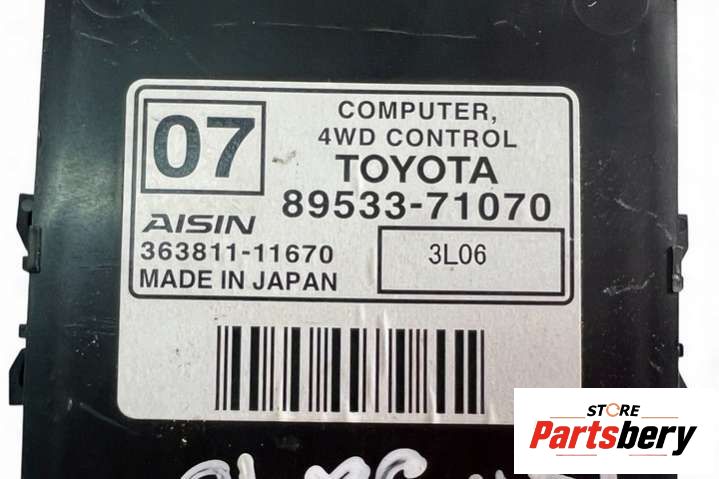 07
COMPUTER,
4WD CONTROL
TOYOTA
89533-71070
AISIN
363811-11670
MADE IN JAPAN
3L06
STORE
Partsbery